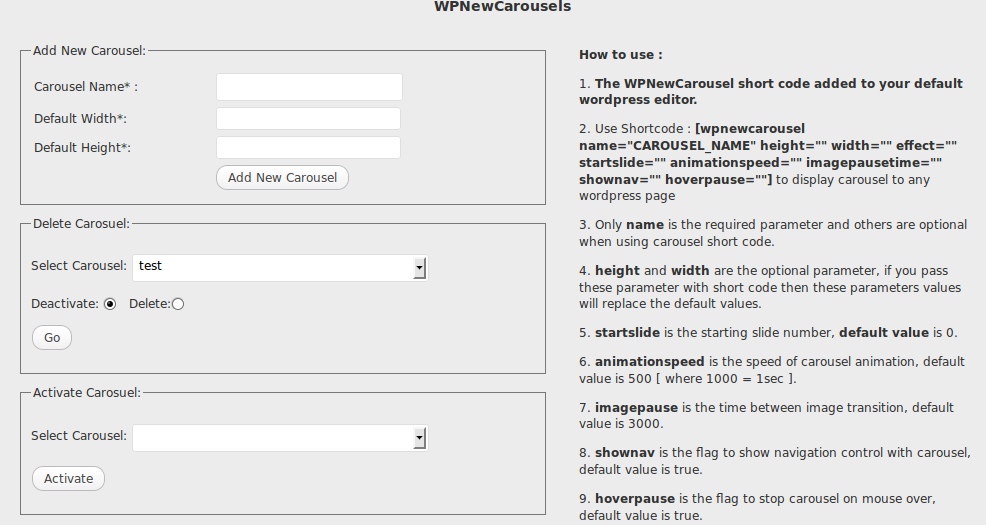 WPNewCarousels
Add New Carousel:
Carousel Name* :
Default Width*:
Default Height*:
Add New Carousel
Delete Carosuel:
Select Carousel: test
Deactivate: Delete:
Go
Activate Carosuel:
Select Carousel:
Activate
How to use :
1. The WPNewCarousel short code added to your default
wordpress editor.
2. Use Shortcode : [wpnewcarousel
name="CAROUSEL_NAME" height="" width="" effect=""
startslide="" animationspeed="" imagepausetime=""
shownav="" hoverpause=""] to display carousel to any
wordpress page
3. Only name is the required parameter and others are optional
when using carousel short code.
4. height and width are the optional parameter, if you pass
these parameter with short code then these parameters values
will replace the default values.
5. startslide is the starting slide number, default value is 0.
6. animationspeed is the speed of carousel animation, default
value is 500 [ where 1000 = 1sec ].
7. imagepause is the time between image transition, default
value is 3000.
8. shownav is the flag to show navigation control with carousel,
default value is true.
9. hoverpause is the flag to stop carousel on mouse over,
default value is true.